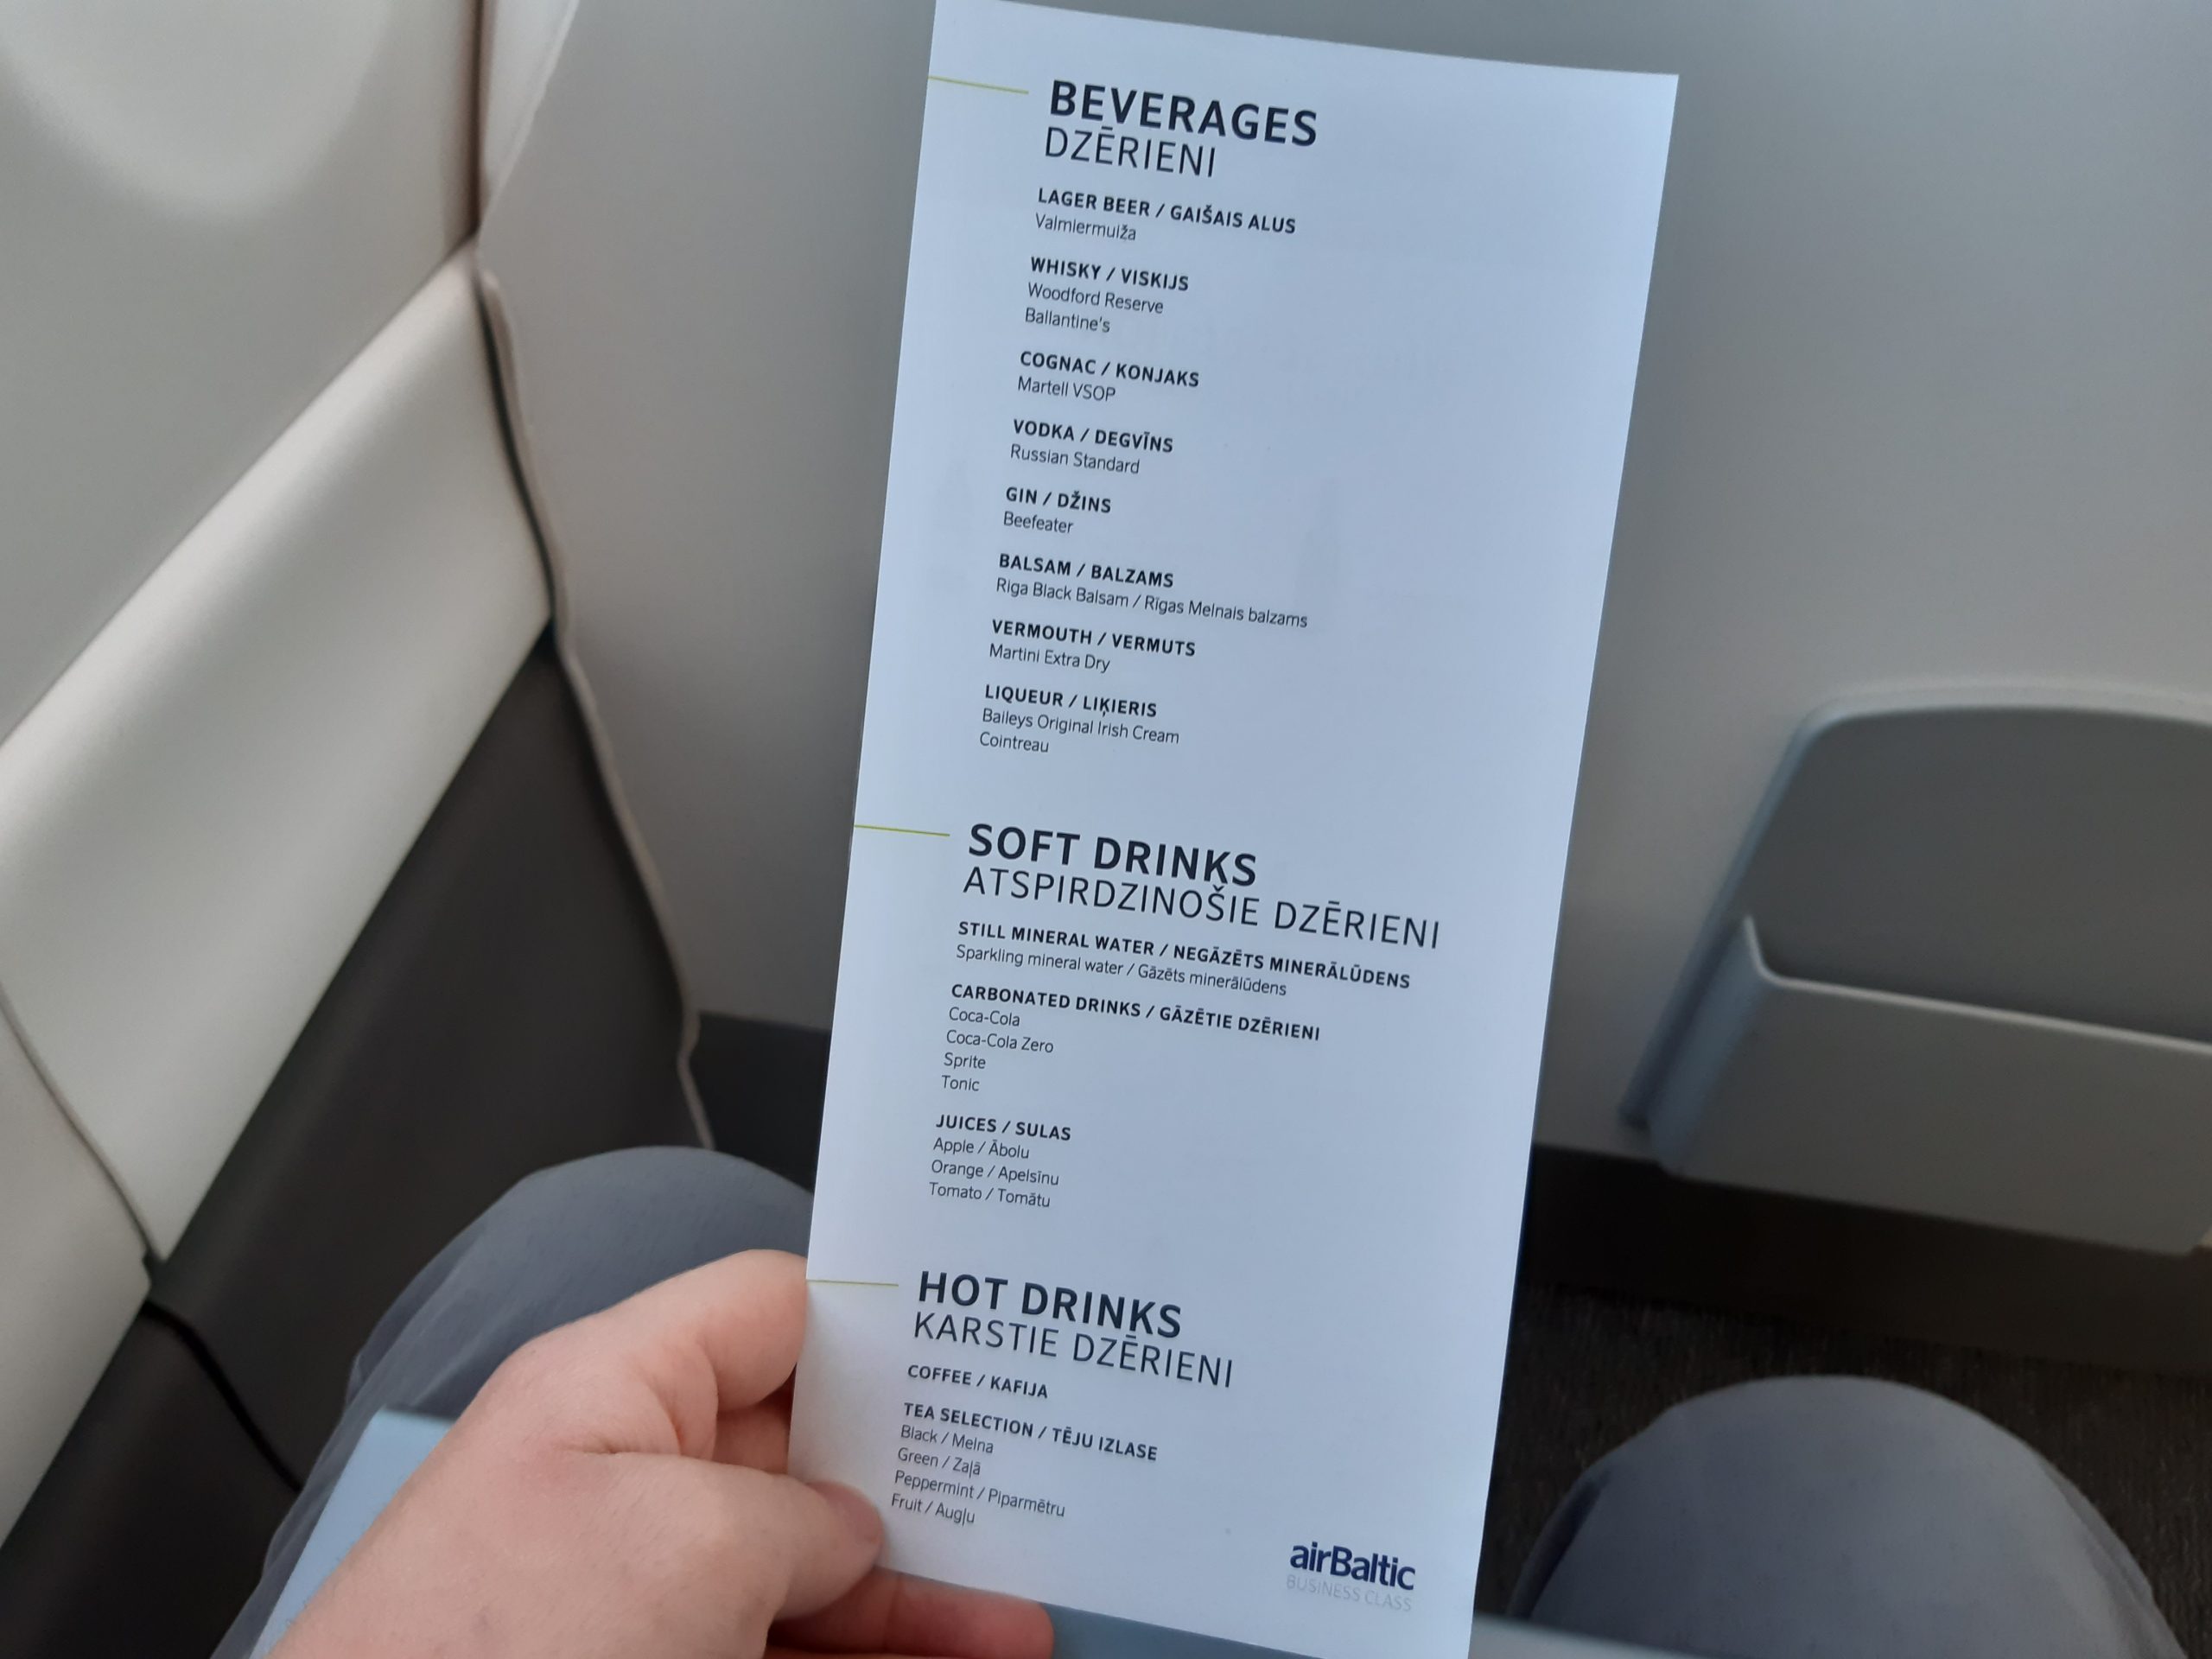 BEVERAGES
DZĒRIENI
LAGER BEER / GAIŠAIS ALUS
Valmiermuiža
WHISKY / VISKIJS
Woodford Reserve
Ballantine's
COGNAC / KONJAKS
Martell VSOP
VODKA / DEGVĪNS
Russian Standard
GIN / DŽINS
Beefeater
BALSAM / BALZAMS
Riga Black Balsam / Rīgas Melnais balzams
VERMOUTH / VERMUTS
Martini Extra Dry
LIQUEUR / LIĶIERIS
Baileys Original Irish Cream
Cointreau
SOFT DRINKS
ATSPIRDZINOŠIE DZĒRIENI
STILL MINERAL WATER / NEGĀZĒTS MINERĀLŪDENS
Sparkling mineral water / Gāzēts minerālūdens
CARBONATED DRINKS / GĀZĒTIE DZĒRIENI
Coca-Cola
Coca-Cola Zero
Sprite
Tonic
JUICES / SULAS
Apple / Ābolu
Orange / Apelsīnu
Tomato / Tomātu
HOT DRINKS
KARSTIE DZĒRIENI
COFFEE / KAFIJA
TEA SELECTION / TĒJU IZLASE
Black / Melna
Green / Zaļā
Peppermint / Piparmētru
Fruit / Augļu
airBaltic
BUSINESS CLASS